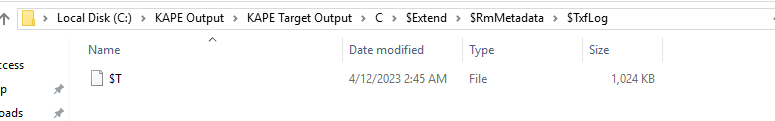 Local Disk (C:) > KAPE Output > KAPE Target Output > C > $Extend > $RmMetadata > $TxfLog
Name Date modified Type Size
ccess
$T 4/12/2023 2:45 AM File 1,024 KB
p
oads